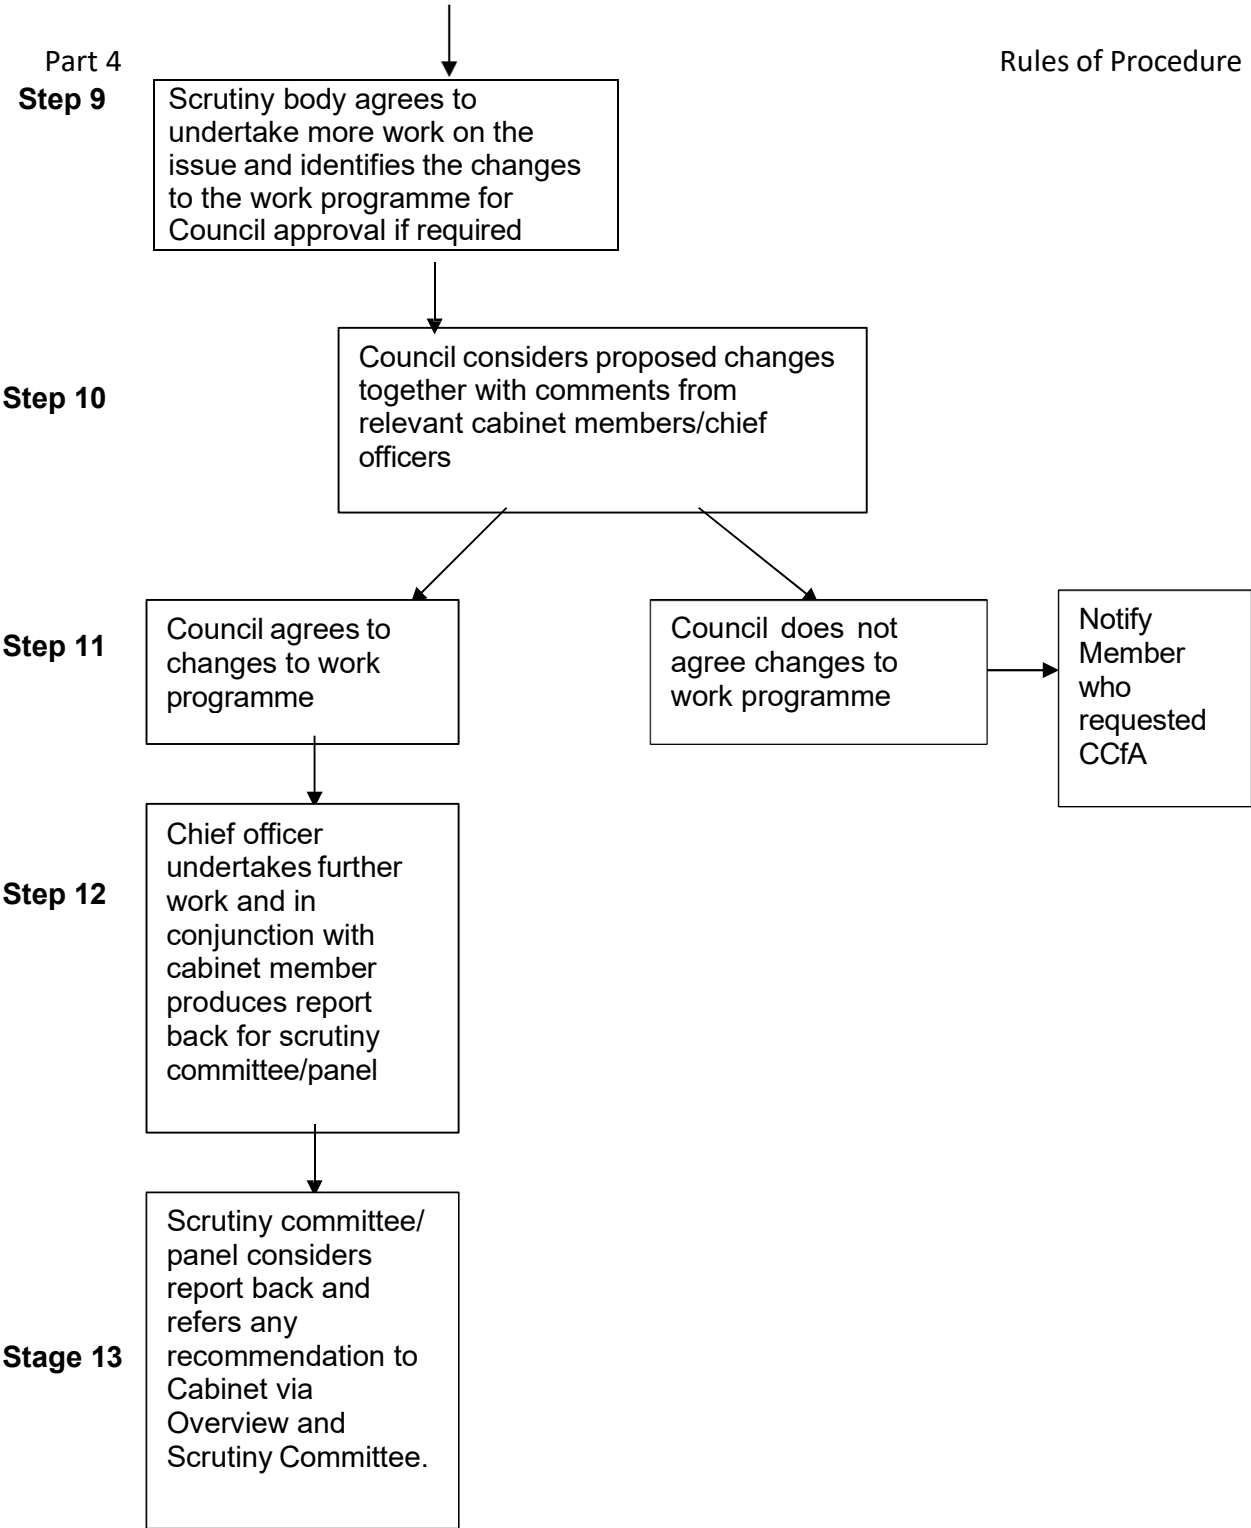 Part 4
Rules of Procedure
Step 9
Scrutiny body agrees to
undertake more work on the
issue and identifies the changes
to the work programme for
Council approval if required
Step 10
Council considers proposed changes
together with comments from
relevant cabinet members/chief
officers
Step 11
Council agrees to
changes to work
programme
Council does not
agree changes to
work programme
Notify
Member
who
requested
CCfA
Step 12
Chief officer
undertakes further
work and in
conjunction with
cabinet member
produces report
back for scrutiny
committee/panel
Stage 13
Scrutiny committee/
panel considers
report back and
refers any
recommendation to
Cabinet via
Overview and
Scrutiny Committee.